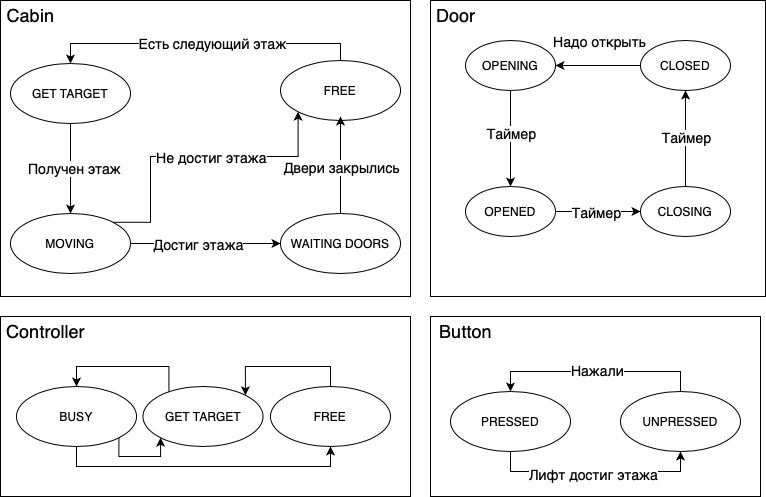 Cabin
Есть следующий этаж
GET TARGET
FREE
Получен этаж
Не достиг этажа
Двери закрылись
MOVING
Достиг этажа
WAITING DOORS
Door
Надо открыть
OPENING
CLOSED
Таймер
Таймер
OPENED
Таймер
CLOSING
Controller
BUSY
GET TARGET
FREE
Button
Нажали
PRESSED
UNPRESSED
Лифт достиг этажа